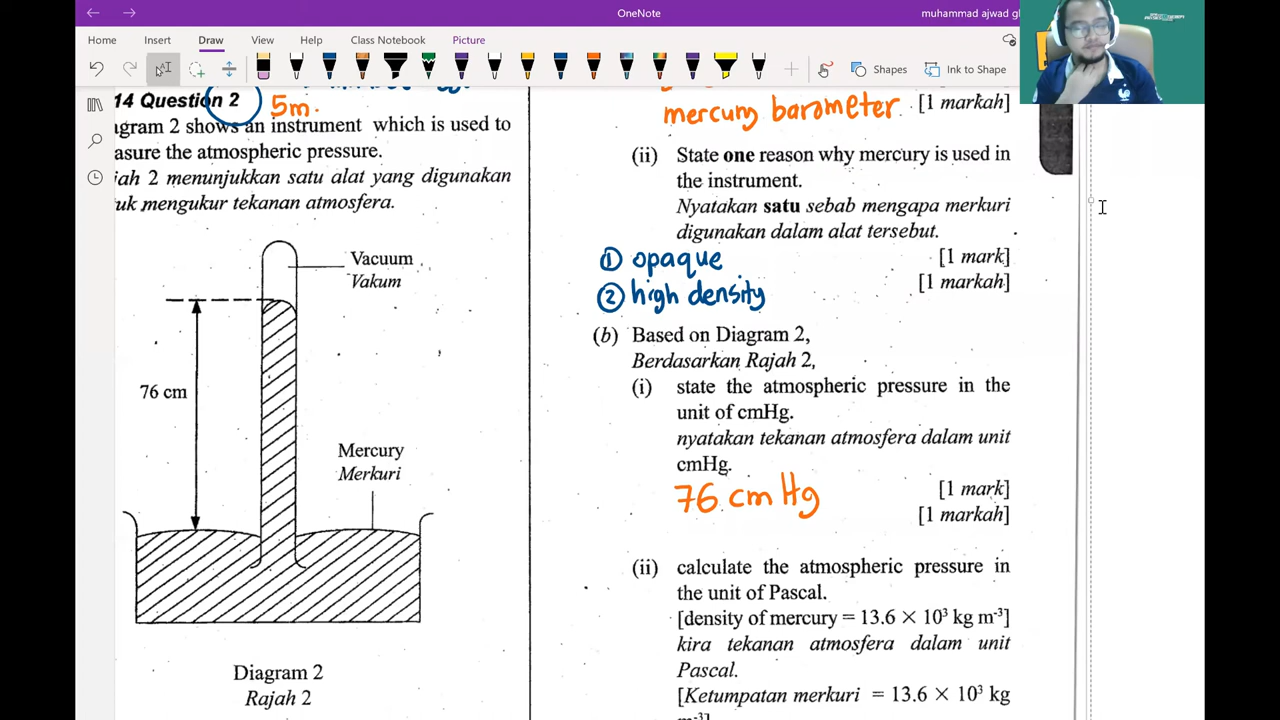 OneNote
muhammad ajwad gh
Home Insert Draw View Help Class Notebook Picture
Shapes Ink to Shape
14 Question 2
5m.
agram 2 shows an instrument which is used to
asure the atmospheric pressure.
jah 2 menunjukkan satu alat yang digunakan
uk mengukur tekanan atmosfera.
Vacuum
Vakum
76 cm
Mercury
Merkuri
Diagram 2
Rajah 2
mercury barometer [1 markah]
(ii) State one reason why mercury is used in
the instrument.
Nyatakan satu sebab mengapa merkuri
digunakan dalam alat tersebut.
① opaque [1 mark]
② high density [1 markah]
(b) Based on Diagram 2,
Berdasarkan Rajah 2,
(i) state the atmospheric pressure in the
unit of cmHg.
nyatakan tekanan atmosfera dalam unit
cmHg.
76 cm Hg [1 mark]
[1 markah]
(ii) calculate the atmospheric pressure in
the unit of Pascal.
[density of mercury = 13.6 × 10³ kg m⁻³]
kira tekanan atmosfera dalam unit
Pascal.
[Ketumpatan merkuri = 13.6 × 10³ kg